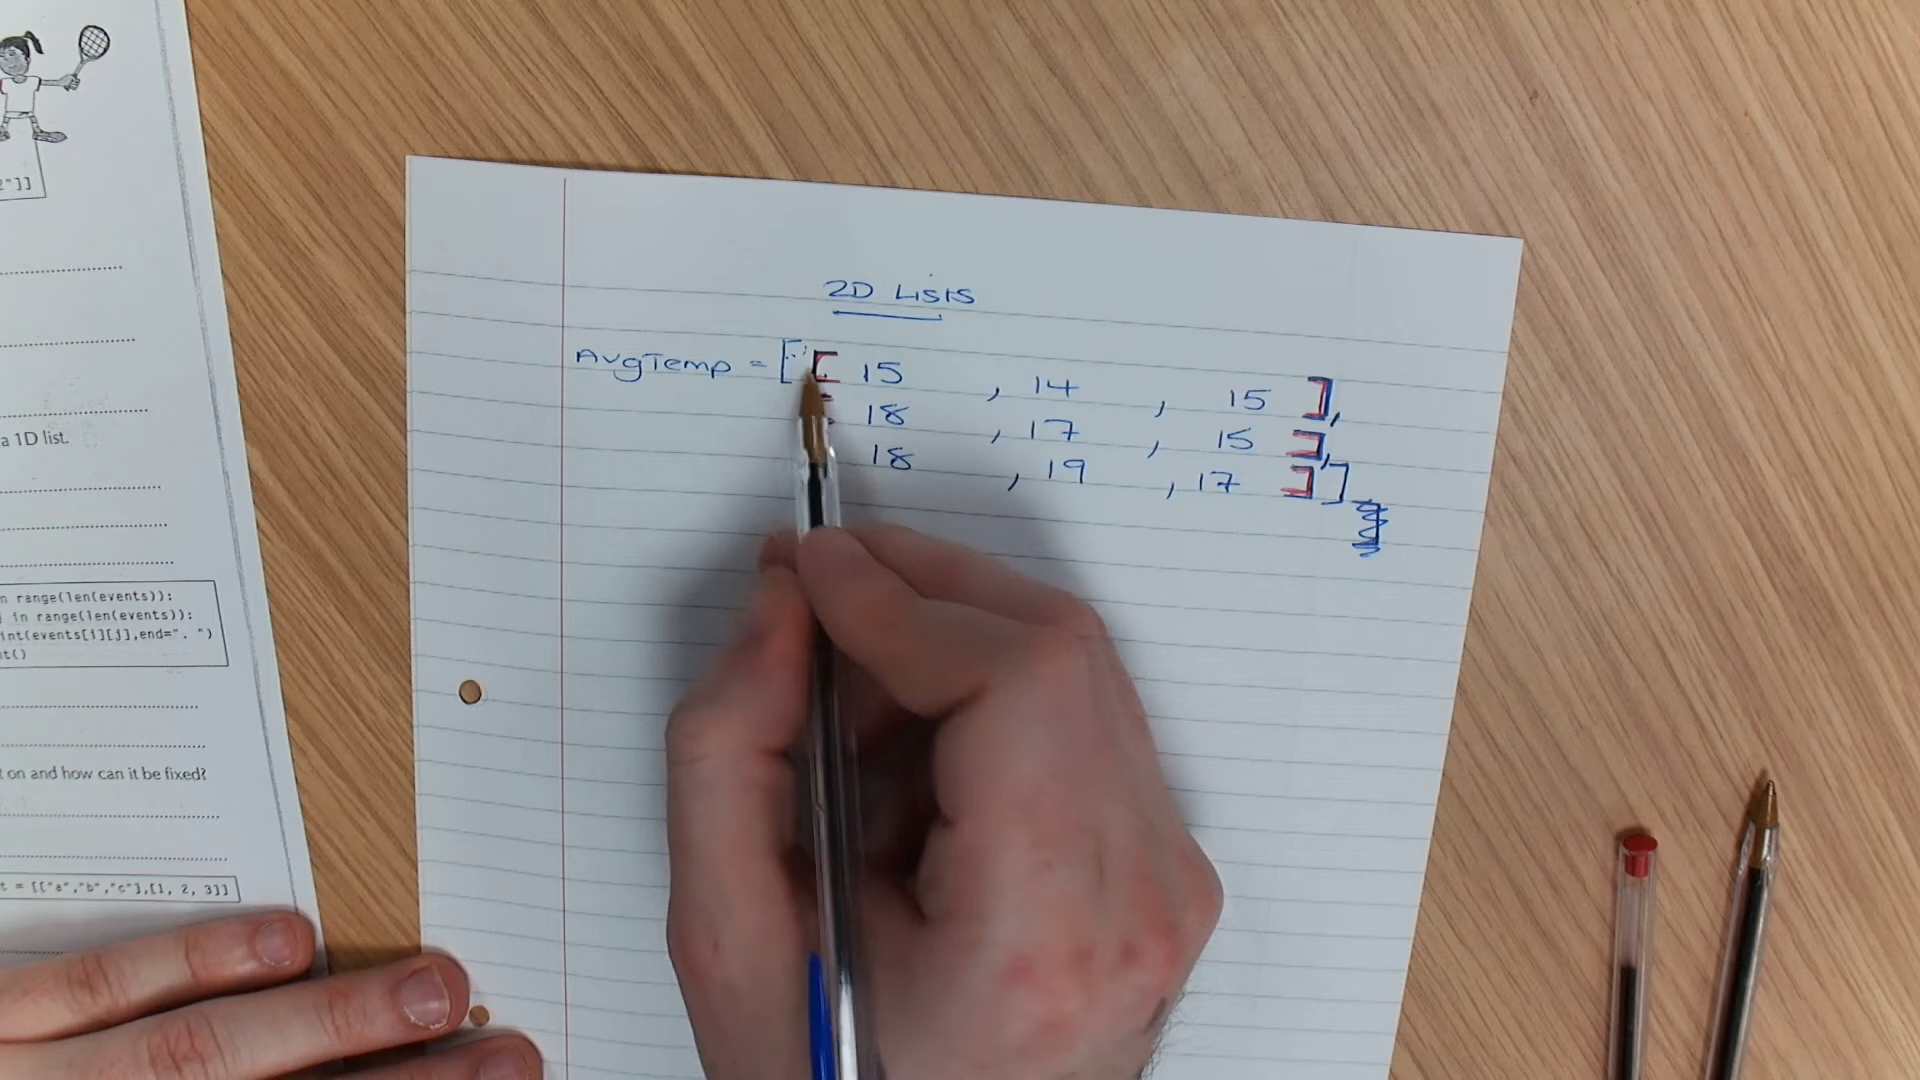 2"]]
a 1D list.
n range(len(events)):
j in range(len(events)):
int(events[i][j],end=". ")
nt()
t on and how can it be fixed?
t = [["a","b","c"],[1, 2, 3]]
2D Lists
AvgTemp = [[ 15 , 14 , 15 ],
[ 18 , 17 , 15 ],
18 , 19 , 17 ]]